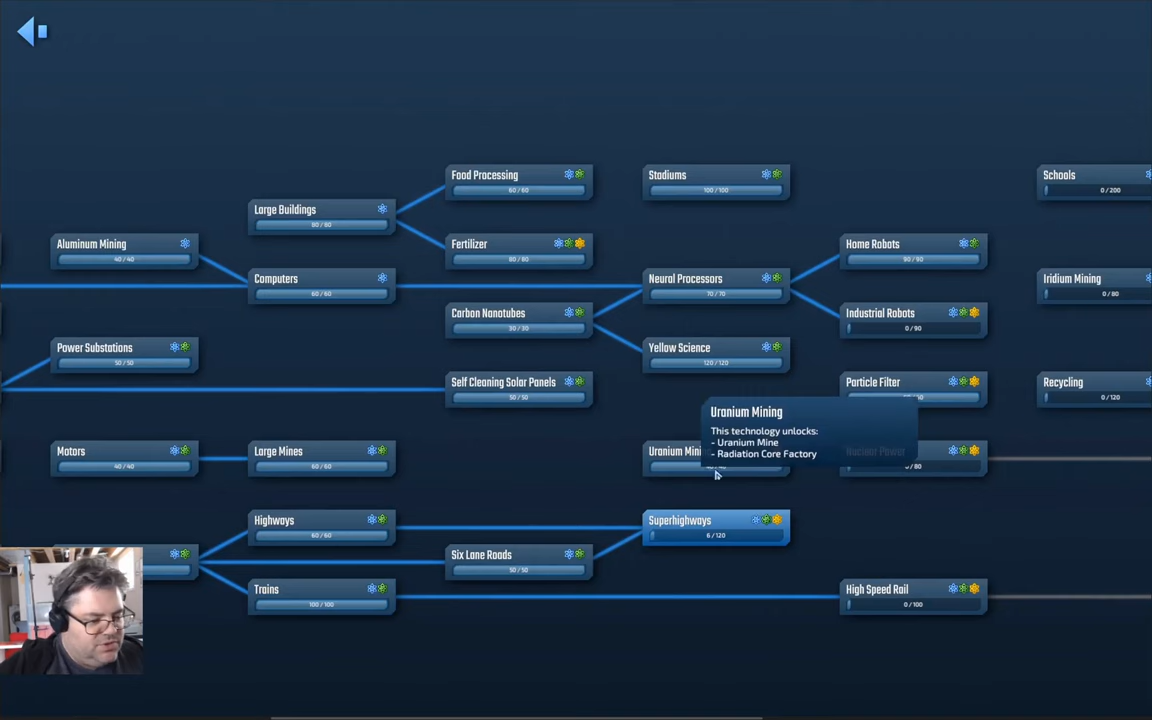 Food Processing
60 / 60
Stadiums
100 / 100
Schools
0 / 200
Large Buildings
80 / 80
Aluminum Mining
40 / 40
Fertilizer
80 / 80
Home Robots
90 / 90
Computers
60 / 60
Neural Processors
70 / 70
Iridium Mining
0 / 80
Carbon Nanotubes
30 / 30
Industrial Robots
0 / 90
Power Substations
50 / 50
Yellow Science
120 / 120
Self Cleaning Solar Panels
50 / 50
Particle Filter
Recycling
0 / 120
Uranium Mining
This technology unlocks:
- Uranium Mine
- Radiation Core Factory
Motors
40 / 40
Large Mines
60 / 60
Nuclear Power
0 / 80
Highways
60 / 60
Superhighways
6 / 120
Six Lane Roads
50 / 50
Trains
100 / 100
High Speed Rail
0 / 100